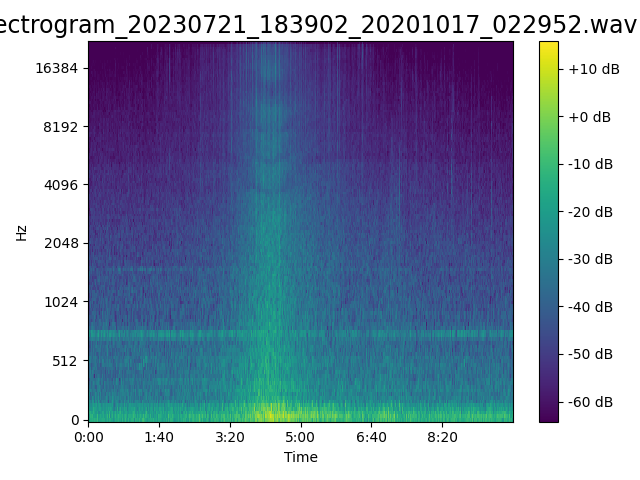 ectrogram_20230721_183902_20201017_022952.wav
16384
8192
4096
2048
1024
512
0
Hz
0:00 1:40 3:20 5:00 6:40 8:20
Time
+10 dB
+0 dB
-10 dB
-20 dB
-30 dB
-40 dB
-50 dB
-60 dB